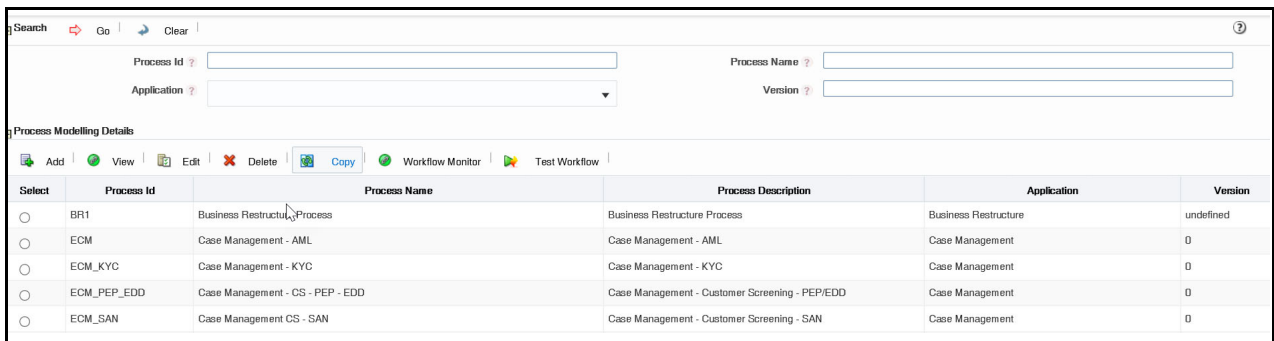 Search Go Clear ?
Process Id ? Process Name ?
Application ? Version ?
Process Modelling Details
Add View Edit Delete Copy Workflow Monitor Test Workflow
Select Process Id Process Name Process Description Application Version
BR1 Business Restructure Process Business Restructure Process Business Restructure undefined
ECM Case Management - AML Case Management - AML Case Management 0
ECM_KYC Case Management - KYC Case Management - KYC Case Management 0
ECM_PEP_EDD Case Management - CS - PEP - EDD Case Management - Customer Screening - PEP/EDD Case Management 0
ECM_SAN Case Management CS - SAN Case Management - Customer Screening - SAN Case Management 0